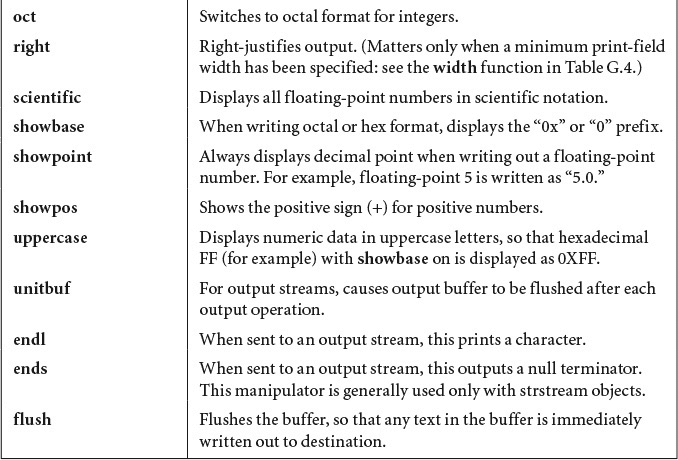 oct Switches to octal format for integers.
right Right-justifies output. (Matters only when a minimum print-field
width has been specified: see the width function in Table G.4.)
scientific Displays all floating-point numbers in scientific notation.
showbase When writing octal or hex format, displays the “0x” or “0” prefix.
showpoint Always displays decimal point when writing out a floating-point
number. For example, floating-point 5 is written as “5.0.”
showpos Shows the positive sign (+) for positive numbers.
uppercase Displays numeric data in uppercase letters, so that hexadecimal
FF (for example) with showbase on is displayed as 0XFF.
unitbuf For output streams, causes output buffer to be flushed after each
output operation.
endl When sent to an output stream, this prints a character.
ends When sent to an output stream, this outputs a null terminator.
This manipulator is generally used only with strstream objects.
flush Flushes the buffer, so that any text in the buffer is immediately
written out to destination.